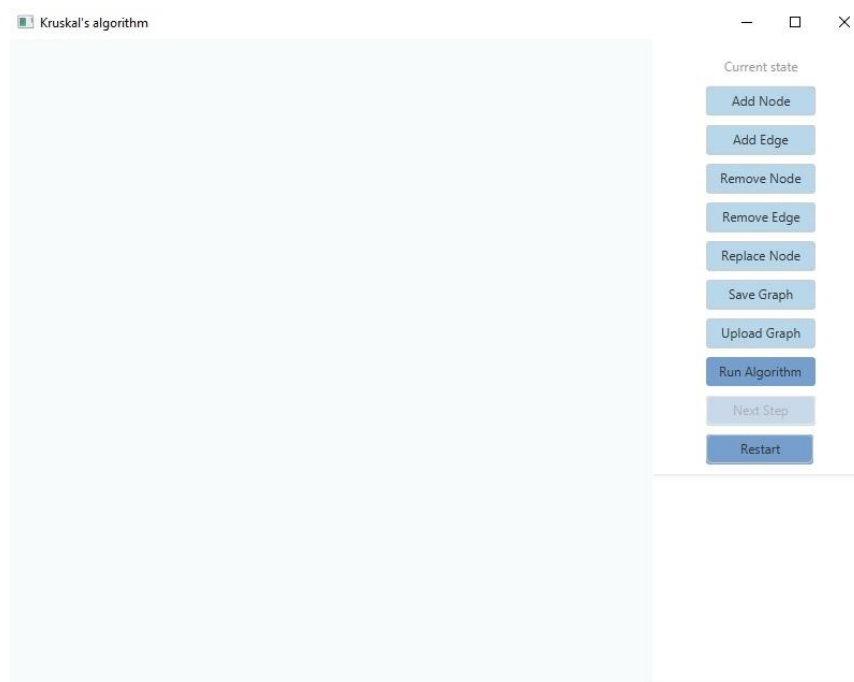 Kruskal's algorithm
Current state
Add Node
Add Edge
Remove Node
Remove Edge
Replace Node
Save Graph
Upload Graph
Run Algorithm
Next Step
Restart